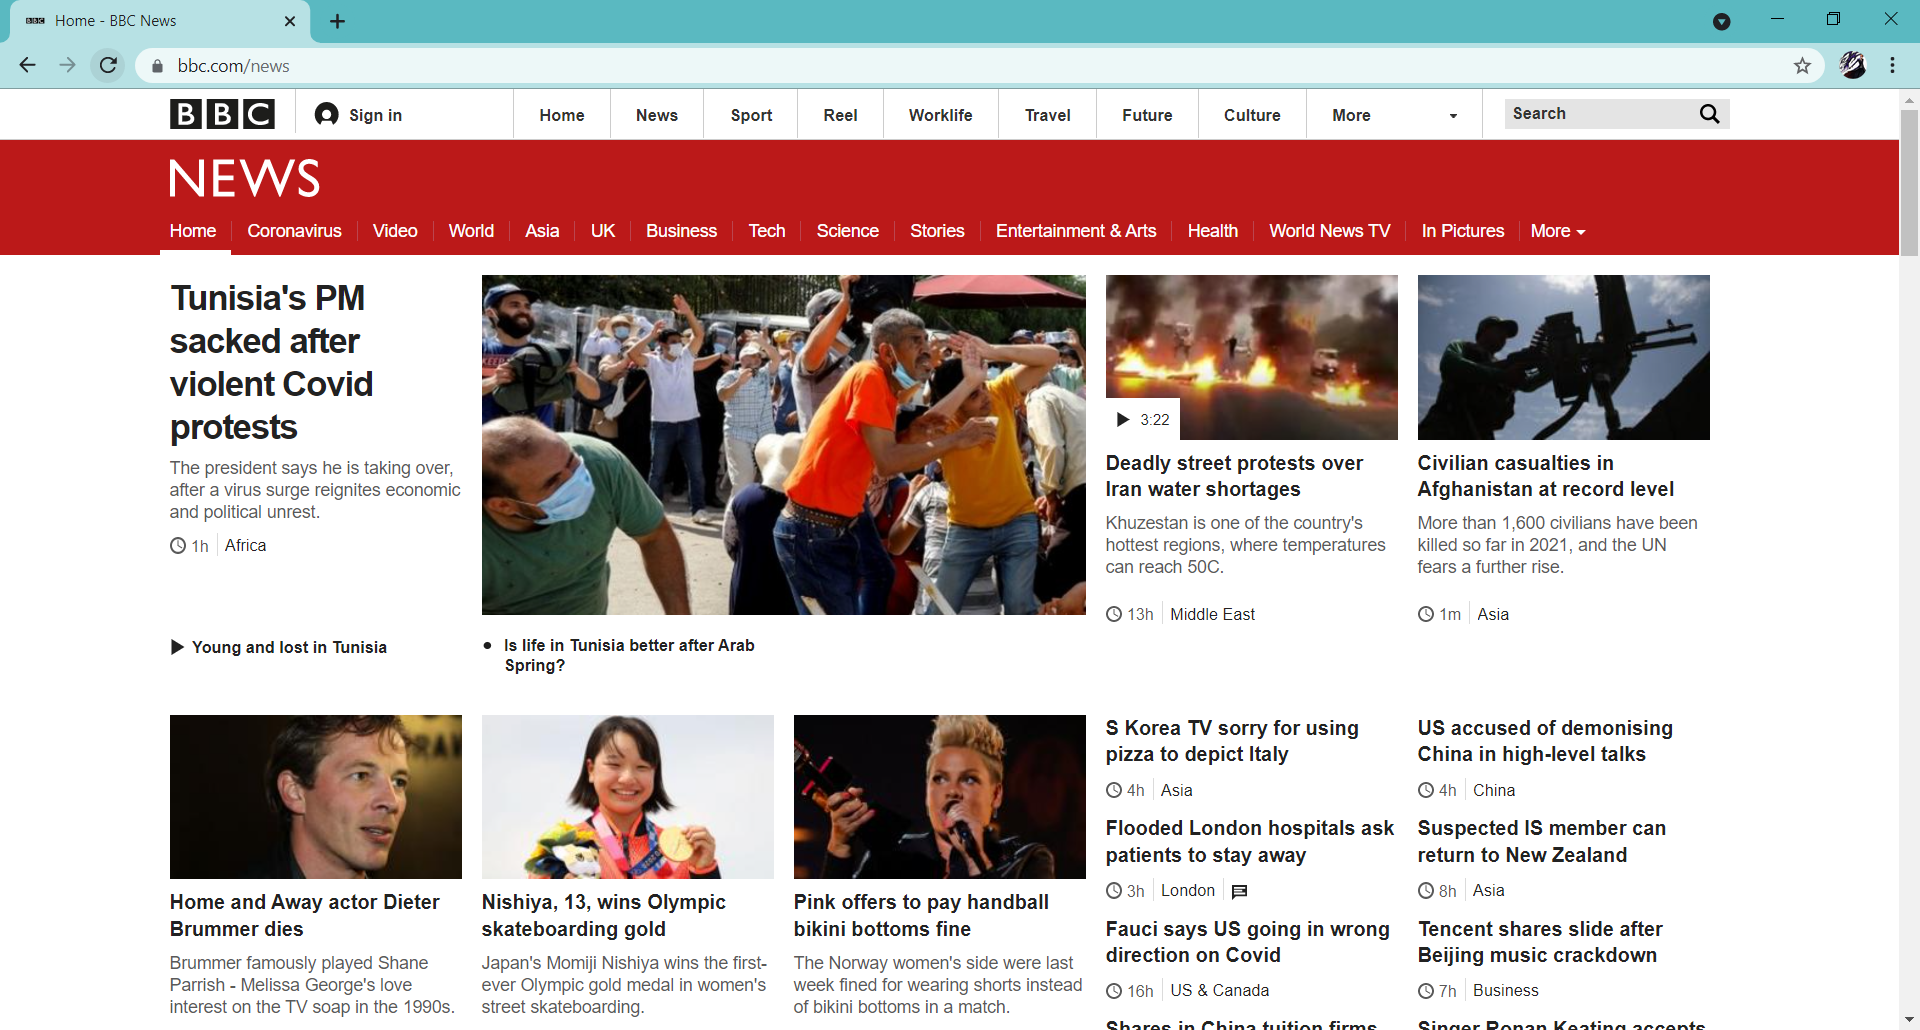 BBC Home - BBC News
bbc.com/news
BBC Sign in Home News Sport Reel Worklife Travel Future Culture More Search
NEWS
Home Coronavirus Video World Asia UK Business Tech Science Stories Entertainment & Arts Health World News TV In Pictures More
Tunisia's PM
sacked after
violent Covid
protests
The president says he is taking over,
after a virus surge reignites economic
and political unrest.
1h Africa
Young and lost in Tunisia
Is life in Tunisia better after Arab
Spring?
3:22
Deadly street protests over
Iran water shortages
Khuzestan is one of the country's
hottest regions, where temperatures
can reach 50C.
13h Middle East
Civilian casualties in
Afghanistan at record level
More than 1,600 civilians have been
killed so far in 2021, and the UN
fears a further rise.
1m Asia
Home and Away actor Dieter
Brummer dies
Brummer famously played Shane
Parrish - Melissa George's love
interest on the TV soap in the 1990s.
Nishiya, 13, wins Olympic
skateboarding gold
Japan's Momiji Nishiya wins the first-
ever Olympic gold medal in women's
street skateboarding.
Pink offers to pay handball
bikini bottoms fine
The Norway women's side were last
week fined for wearing shorts instead
of bikini bottoms in a match.
S Korea TV sorry for using
pizza to depict Italy
4h Asia
Flooded London hospitals ask
patients to stay away
3h London
Fauci says US going in wrong
direction on Covid
16h US & Canada
Shares in China tuition firms
US accused of demonising
China in high-level talks
4h China
Suspected IS member can
return to New Zealand
8h Asia
Tencent shares slide after
Beijing music crackdown
7h Business
Singer Ronan Keating accepts